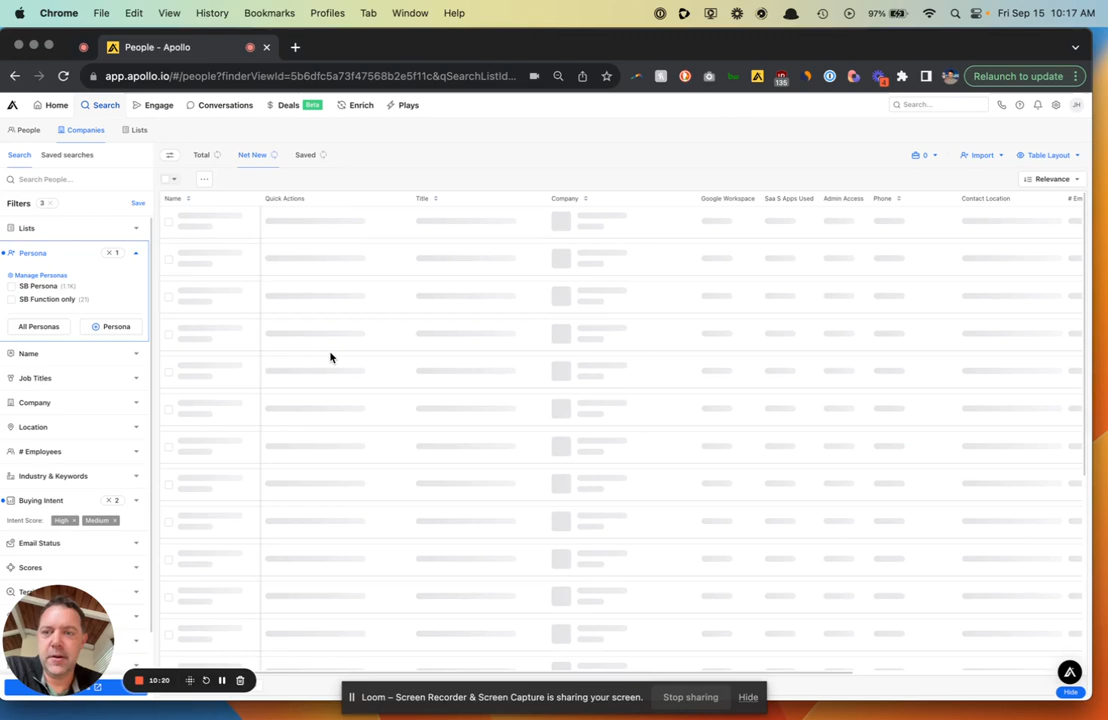 Chrome File Edit View History Bookmarks Profiles Tab Window Help 97% Fri Sep 15 10:17 AM
People - Apollo
app.apollo.io/#/people?finderViewId=5b6dfc5a73f47568b2e5f11c&qSearchListId... 135 4 Relaunch to update
Home Search Engage Conversations Deals Beta Enrich Plays Search... JH
People Companies Lists
Search Saved searches Total Net New Saved 0 Import Table Layout
Search People... ... Relevance
Filters 3 × Save Name Quick Actions Title Company Google Workspace Saa S Apps Used Admin Access Phone Contact Location # Em
Lists
Persona × 1
Manage Personas
SB Persona (1.1K)
SB Function only (21)
All Personas Persona
Name
Job Titles
Company
Location
# Employees
Industry & Keywords
Buying Intent × 2
Intent Score: High × Medium ×
Email Status
Scores
10:20
Loom – Screen Recorder & Screen Capture is sharing your screen. Stop sharing Hide
Hide